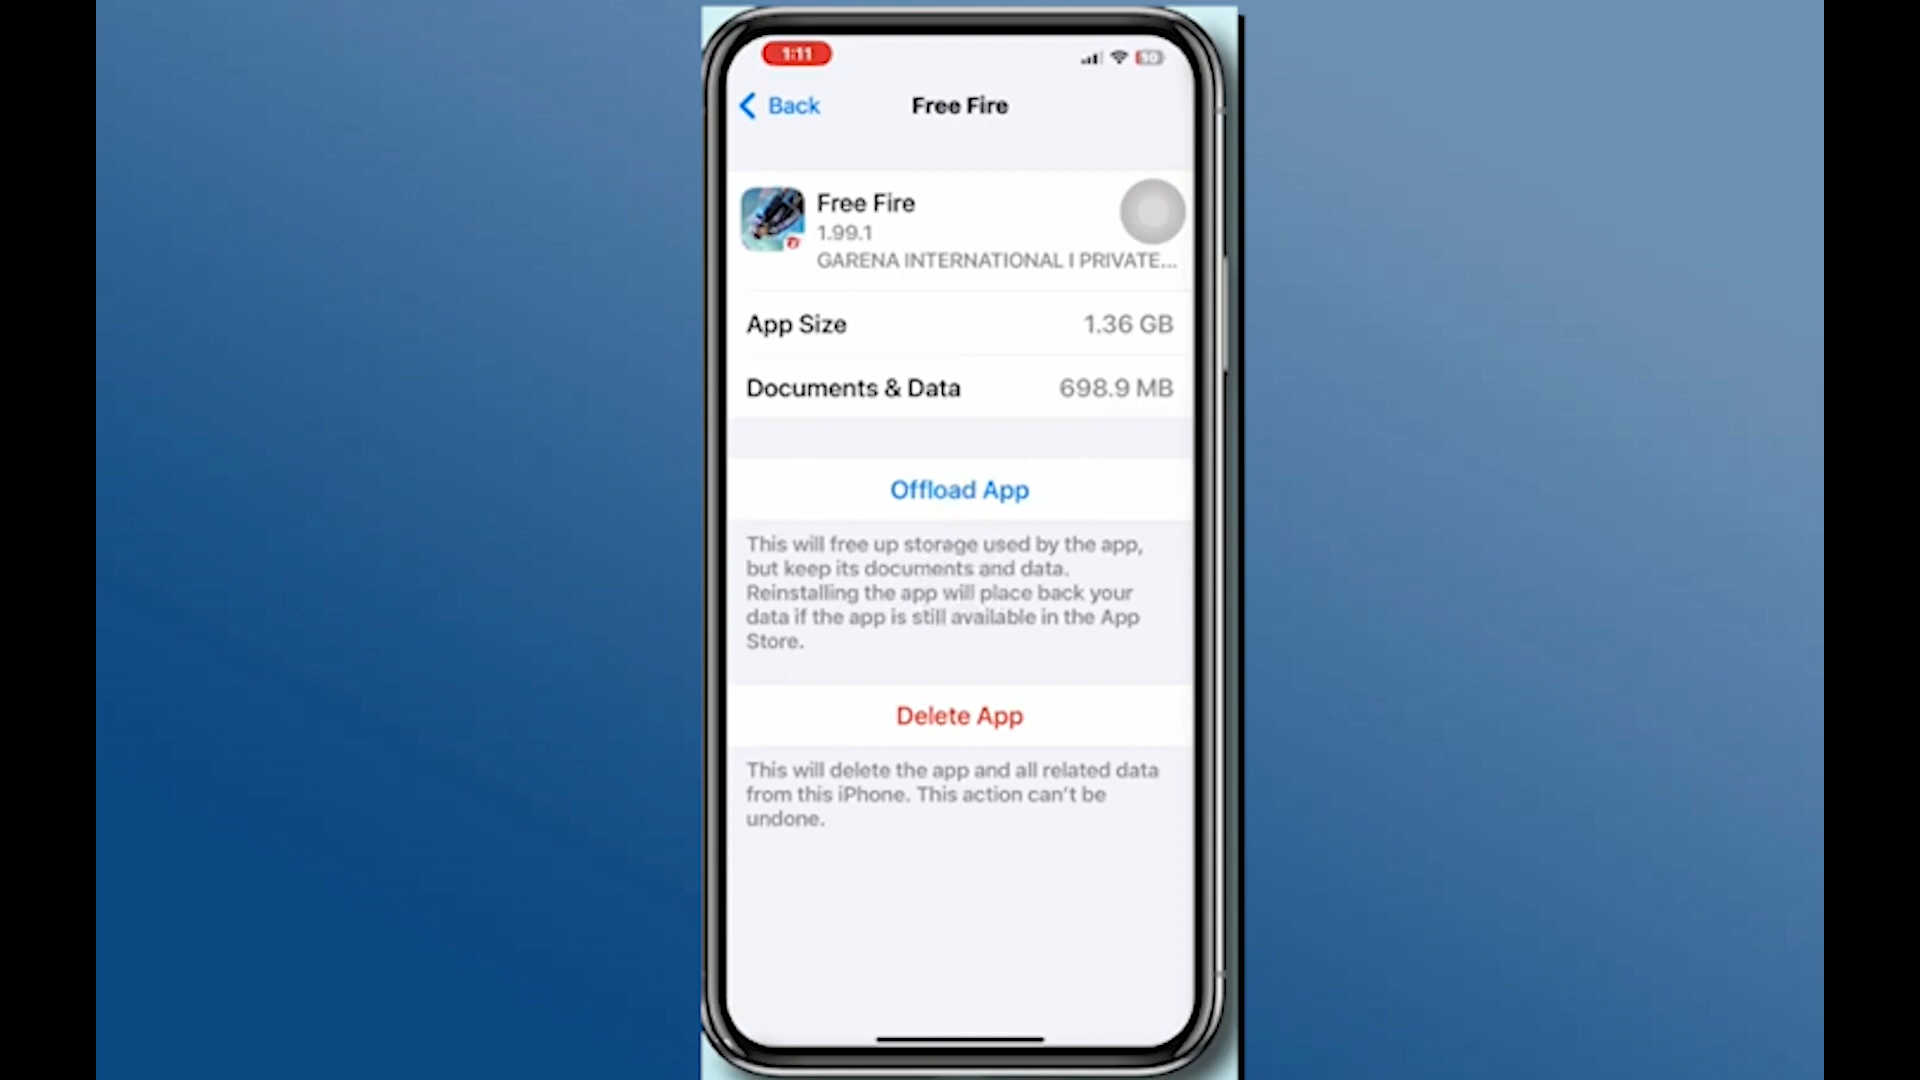 1:11
50
Back
Free Fire
Free Fire
1.99.1
GARENA INTERNATIONAL I PRIVATE...
App Size 1.36 GB
Documents & Data 698.9 MB
Offload App
This will free up storage used by the app,
but keep its documents and data.
Reinstalling the app will place back your
data if the app is still available in the App
Store.
Delete App
This will delete the app and all related data
from this iPhone. This action can't be
undone.